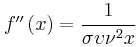 f''(x) = \frac{1}{\sigma \upsilon \nu^2 x}